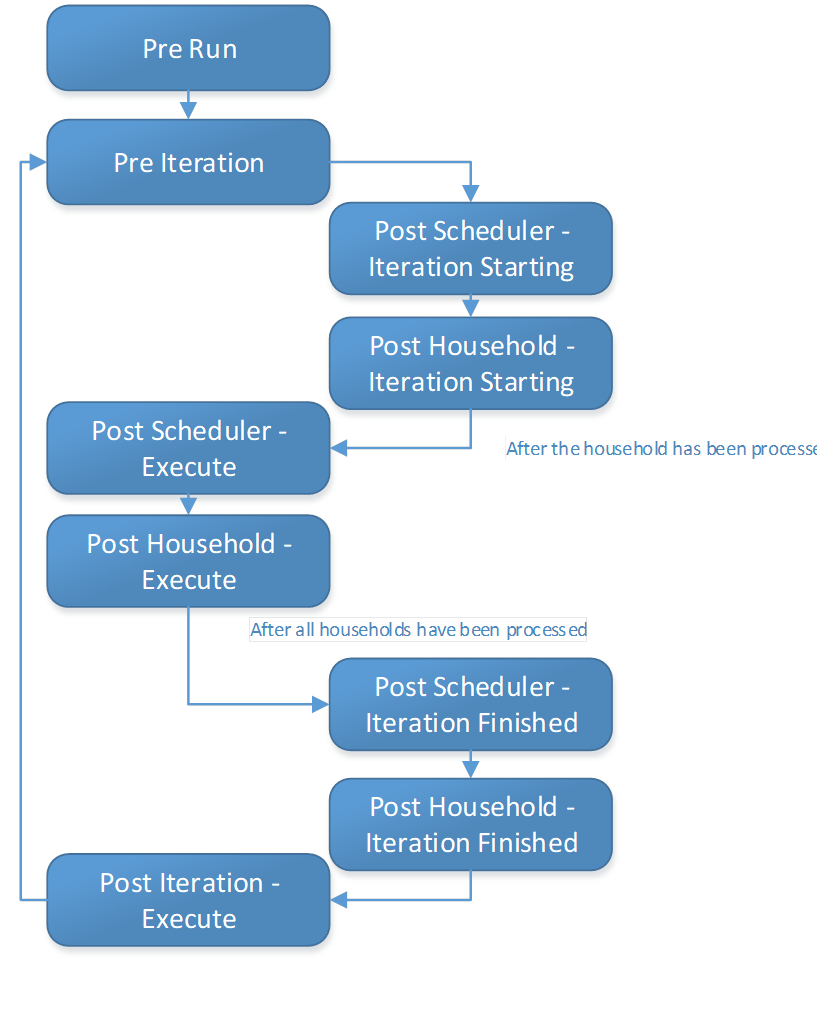 Pre Run
Pre Iteration
Post Scheduler -
Iteration Starting
Post Household -
Iteration Starting
Post Scheduler -
Execute
After the household has been processe
Post Household -
Execute
After all households have been processed
Post Scheduler -
Iteration Finished
Post Household -
Iteration Finished
Post Iteration -
Execute